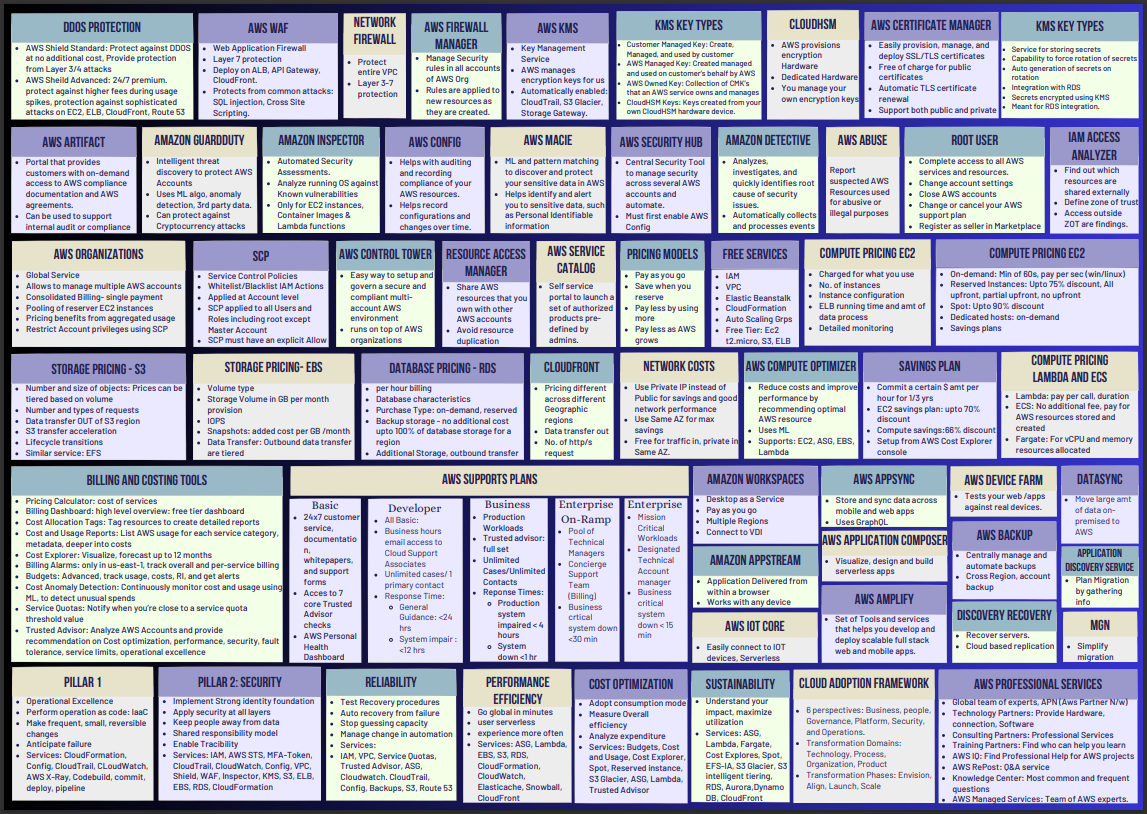 DDOS PROTECTION
AWS Shield Standard: Protect against DDOS
at no additional cost, Provide protection
from Layer 3/4 attacks
AWS Sheild Advanced: 24/7 premium.
protect against higher fees during usage
spikes, protection against sophisticated
attacks on EC2, ELB, CloudFront, Route 53
AWS WAF
Web Application Firewall
Layer 7 protection
Deploy on ALB, API Gateway,
CloudFront.
Protects from common attacks:
SQL injection, Cross Site
Scripting.
NETWORK
FIREWALL
Protect
entire VPC
Layer 3-7
protection
AWS FIREWALL
MANAGER
Manage Security
rules in all accounts
of AWS Org
Rules are applied to
new resources as
they are created.
AWS KMS
Key Management
Service
AWS manages
encryption keys for us
Automatically enabled:
CloudTrail, S3 Glacier,
Storage Gateway.
KMS KEY TYPES
Customer Managed Key: Create,
Managed, and used by customer
AWS Managed Key: Created managed
and used on customer's behalf by AWS
AWS Owned Key: Collection of CMK's
that an AWS service owns and manages
CloudHSM Keys: Keys created from your
own CloudHSM hardware device.
CLOUDHSM
AWS provisions
encryption
Hardware
Dedicated Hardware
You manage your
own encryption keys
AWS CERTIFICATE MANAGER
Easily provision, manage, and
deploy SSL/TLS certificates
Free of charge for public
certificates
Automatic TLS certificate
renewal
Support both public and private
KMS KEY TYPES
Service for storing secrets
Capability to force rotation of secrets
Auto generation of secrets on
rotation
Integration with RDS
Secrets encrypted using KMS
Meant for RDS integration.
AWS ARTIFACT
Portal that provides
customers with on-demand
access to AWS compliance
documentation and AWS
agreements.
Can be used to support
internal audit or compliance
AMAZON GUARDDUTY
Intelligent threat
discovery to protect AWS
Accounts
Uses ML algo, anomaly
detection, 3rd party data.
Can protect against
Cryptocurrency attacks
AMAZON INSPECTOR
Automated Security
Assessments.
Analyze running OS against
Known vulnerabilities
Only for EC2 instances,
Container Images &
Lambda functions
AWS CONFIG
Helps with auditing
and recording
compliance of your
AWS resources.
Helps record
configurations and
changes over time.
AWS MACIE
ML and pattern matching
to discover and protect
your sensitive data in AWS
Helps identify and alert
you to sensitive data, such
as Personal Identifiable
information
AWS SECURITY HUB
Central Security Tool
to manage security
across several AWS
accounts and
automate.
Must first enable AWS
Config
AMAZON DETECTIVE
Analyzes,
investigates, and
quickly identifies root
cause of security
issues.
Automatically collects
and processes events
AWS ABUSE
Report
suspected AWS
Resources used
for abusive or
illegal purposes
ROOT USER
Complete access to all AWS
services and resources.
Change account settings
Close AWS accounts
Change or cancel your AWS
support plan
Register as seller in Marketplace
IAM ACCESS
ANALYZER
Find out which
resources are
shared externally
Define zone of trust
Access outside
ZOT are findings.
AWS ORGANIZATIONS
Global Service
Allows to manage multiple AWS accounts
Consolidated Billing- single payment
Pooling of reserver EC2 instances
Pricing benefits from aggregated usage
Restrict Account privileges using SCP
SCP
Service Control Policies
Whitelist/Blacklist IAM Actions
Applied at Account level
SCP applied to all Users and
Roles including root except
Master Account
SCP must have an explicit Allow
AWS CONTROL TOWER
Easy way to setup and
govern a secure and
compliant multi-
account AWS
environment
runs on top of AWS
organizations
RESOURCE ACCESS
MANAGER
Share AWS
resources that you
own with other
AWS accounts
Avoid resource
duplication
AWS SERVICE
CATALOG
Self service
portal to launch a
set of authorized
products pre-
defined by
admins.
PRICING MODELS
Pay as you go
Save when you
reserve
Pay less by using
more
Pay less as AWS
grows
FREE SERVICES
IAM
VPC
Elastic Beanstalk
CloudFormation
Auto Scaling Grps
Free Tier: Ec2
t2.micro, S3, ELB
COMPUTE PRICING EC2
Charged for what you use
No. of instances
Instance configuration
ELB running time and amt of
data process
Detailed monitoring
COMPUTE PRICING EC2
On-demand: Min of 60s, pay per sec (win/linux)
Reserved Instances: Upto 75% discount, All
upfront, partial upfront, no upfront
Spot: Upto 90% discount
Dedicated hosts: on-demand
Savings plans
STORAGE PRICING - S3
Number and size of objects: Prices can be
tiered based on volume
Number and types of requests
Data transfer OUT of S3 region
S3 transfer acceleration
Lifecycle transitions
Similar service: EFS
STORAGE PRICING- EBS
Volume type
Storage Volume in GB per month
provision
IOPS
Snapshots: added cost per GB /month
Data Transfer: Outbound data transfer
are tiered
DATABASE PRICING - RDS
per hour billing
Database characteristics
Purchase Type: on-demand, reserved
Backup storage - no additional cost
upto 100% of database storage for a
region
Additional Storage, outbound transfer
CLOUDFRONT
Pricing different
across different
Geographic
regions
Data transfer out
No. of http/s
request
NETWORK COSTS
Use Private IP instead of
Public for savings and good
network performance
Use Same AZ for max
savings
Free for traffic in, private in
Same AZ.
AWS COMPUTE OPTIMIZER
Reduce costs and improve
performance by
recommending optimal
AWS resource
Uses ML
Supports: EC2, ASG, EBS,
Lambda
SAVINGS PLAN
Commit a certain $ amt per
hour for 1/3 yrs
EC2 savings plan: upto 70%
discount
Compute savings:66% discount
Setup from AWS Cost Explorer
console
COMPUTE PRICING
LAMBDA AND ECS
Lambda: pay per call, duration
ECS: No additional fee, pay for
AWS resources stored and
created
Fargate: For vCPU and memory
resources allocated
BILLING AND COSTING TOOLS
Pricing Calculator: cost of services
Billing Dashboard: high level overview: free tier dashboard
Cost Allocation Tags: Tag resources to create detailed reports
Cost and Usage Reports: List AWS usage for each service category,
metadata, deeper into costs
Cost Explorer: Visualize, forecast up to 12 months
Billing Alarms: only in us-east-1, track overall and per-service billing
Budgets: Advanced, track usage, costs, RI, and get alerts
Cost Anomaly Detection: Continuously monitor cost and usage using
ML, to detect unusual spends
Service Quotas: Notify when you're close to a service quota
threshold value
Trusted Advisor: Analyze AWS Accounts and provide
recommendation on Cost optimization, performance, security, fault
tolerance, service limits, operational excellence
AWS SUPPORTS PLANS
Basic
24x7 customer
service,
documentatio
n,
whitepapers,
and support
forms
Acces to 7
core Trusted
Advisor
checks
AWS Personal
Health
Dashboard
Developer
All Basic:
Business hours
email access to
Cloud Support
Associates
Unlimited cases/ 1
primary contact
Response Time:
General
Guidance: <24
hrs
System impair :
<12 hrs
Business
Production
Workloads
Trusted advisor:
full set
Unlimited
Cases/Unlimited
Contacts
Reponse Times:
Production
system
impaired < 4
hours
System
down <1 hr
Enterprise
On-Ramp
Pool of
Technical
Managers
Concierge
Support
Team
(Billing)
Business
crtical
system down
<30 min
Enterprise
Mission
Critical
Workloads
Designated
Technical
Account
manager
Business
critical
system
down < 15
min
AMAZON WORKSPACES
Desktop as a Service
Pay as you go
Multiple Regions
Connect to VDI
AMAZON APPSTREAM
Application Delivered from
within a browser
Works with any device
AWS IOT CORE
Easily connect to IOT
devices, Serverless
AWS APPSYNC
Store and sync data across
mobile and web apps
Uses GraphQL
AWS APPLICATION COMPOSER
Visualize, design and build
serverless apps
AWS AMPLIFY
Set of Tools and services
that helps you develop and
deploy scalable full stack
web and mobile apps.
AWS DEVICE FARM
Tests your web /apps
against real devices.
AWS BACKUP
Centrally manage and
automate backups
Cross Region, account
backup
DISCOVERY RECOVERY
Recover servers.
Cloud based replication
DATASYNC
Move large amt
of data on-
premised to
AWS
APPLICATION
DISCOVERY SERVICE
Plan Migration
by gathering
info
MGN
Simplify
migration
PILLAR 1
Operational Excellence
Perform operation as code: IaaC
Make frequent, small, reversible
changes
Anticipate failure
Services: CloudFormation,
Config, CloudTrail, CLoudWatch,
AWS X-Ray, Codebuild, commit,
deploy, pipeline
PILLAR 2: SECURITY
Implement Strong identity foundation
Apply security at all layers
Keep people away from data
Shared responsibility model
Enable Tracibility
Services: IAM, AWS STS, MFA-Token,
CloudTrail, CloudWatch, Config, VPC,
Shield, WAF, Inspector, KMS, S3, ELB,
EBS, RDS, CloudFormation
RELIABILITY
Test Recovery procedures
Auto recovery from failure
Stop guessing capacity
Manage change in automation
Services:
IAM, VPC, Service Quotas,
Trusted Advisor, ASG,
Cloudwatch. CloudTrail,
Config, Backups, S3, Route 53
PERFORMANCE
EFFICIENCY
Go global in minutes
user serverless
experience more often
Services: ASG, Lambda,
EBS, S3, RDS,
CloudFormation,
CloudWatch,
Elasticache, Snowball,
CloudFront
COST OPTIMIZATION
Adopt consumption mode
Measure Overall
efficiency
Analyze expenditure
Services: Budgets, Cost
and Usage, Cost Explorer,
Spot, Reserved instance,
S3 Glacier, ASG, Lambda,
Trusted Advisor
SUSTAINABILITY
Understand your
impact, maximize
utilization
Services: ASG,
Lambda, Fargate,
Cost Explores, Spot,
EFS-IA, S3 Glacier, S3
intelligent tiering,
RDS, Aurora,Dynamo
DB, CloudFront
CLOUD ADOPTION FRAMEWORK
6 perspectives: Business, people,
Governance, Platform, Security,
and Operations.
Transformation Domains:
Technology, Process,
Organization, Product
Transformation Phases: Envision,
Align, Launch, Scale
AWS PROFESSIONAL SERVICES
Global team of experts, APN (Aws Partner N/w)
Technology Partners: Provide Hardware,
connection, Software
Consulting Partners: Professional Services
Training Partners: Find who can help you learn
AWS IQ: Find Professional Help for AWS projects
AWS RePost: Q&A service
Knowledge Center: Most common and frequent
questions
AWS Managed Services: Team of AWS experts.